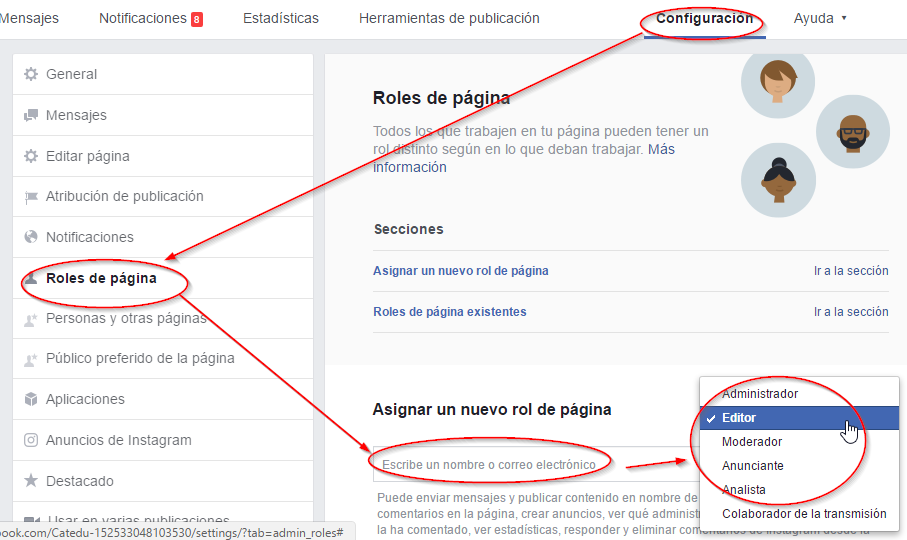 Mensajes Notificaciones 8 Estadísticas Herramientas de publicación Configuración Ayuda
General
Mensajes
Editar página
Atribución de publicación
Notificaciones
Roles de página
Personas y otras páginas
Público preferido de la página
Aplicaciones
Anuncios de Instagram
Destacado
Usar en varias publicaciones
book.com/Catedu-152533048103530/settings/?tab=admin_roles#
Roles de página
Todos los que trabajen en tu página pueden tener un
rol distinto según en lo que deban trabajar. Más
información
Secciones
Asignar un nuevo rol de página Ir a la sección
Roles de página existentes Ir a la sección
Asignar un nuevo rol de página
Escribe un nombre o correo electrónico
Administrador
Editor
Moderador
Anunciante
Analista
Colaborador de la transmisión
Puede enviar mensajes y publicar contenido en nombre de
comentarios en la página, crear anuncios, ver qué
la ha comentado, ver estadísticas, responder y eliminar comentarios de Instagram desde la